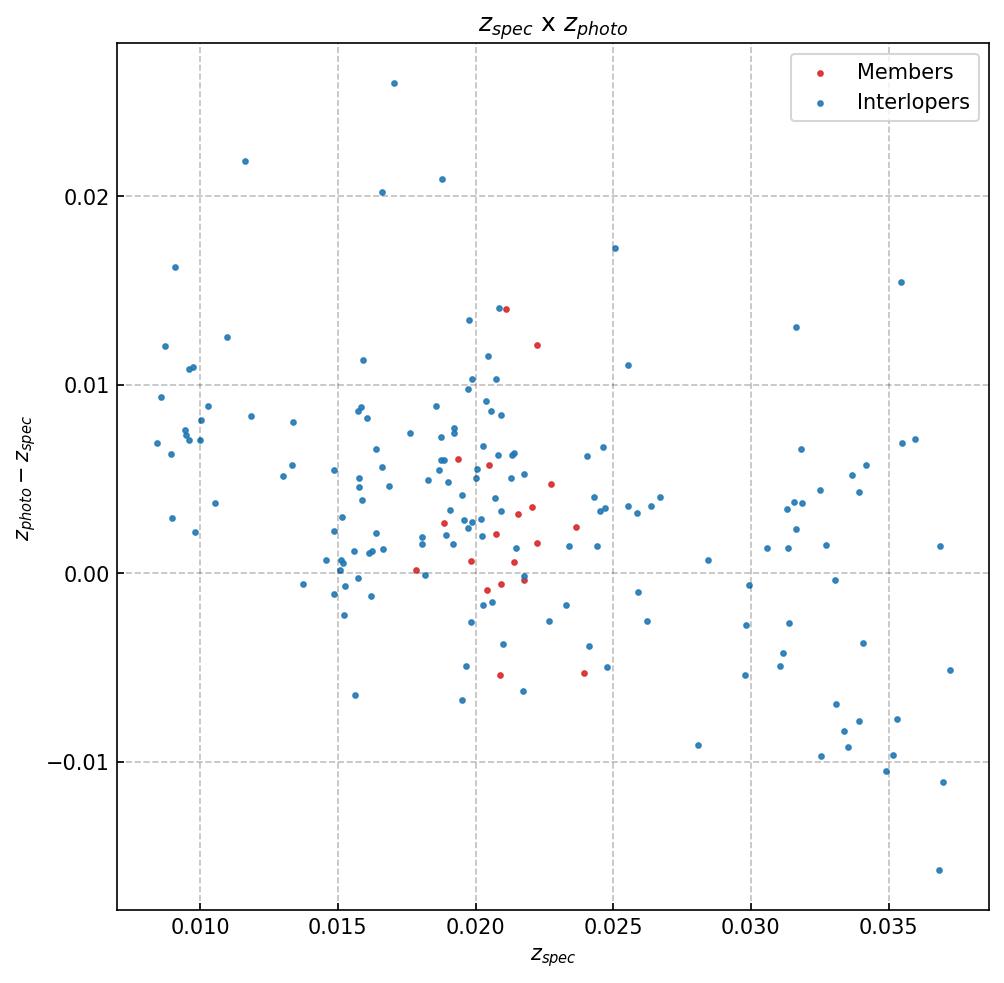 z_spec x z_photo
Members
Interlopers
z_photo − z_spec
0.02
0.01
0.00
−0.01
0.010 0.015 0.020 0.025 0.030 0.035
z_spec